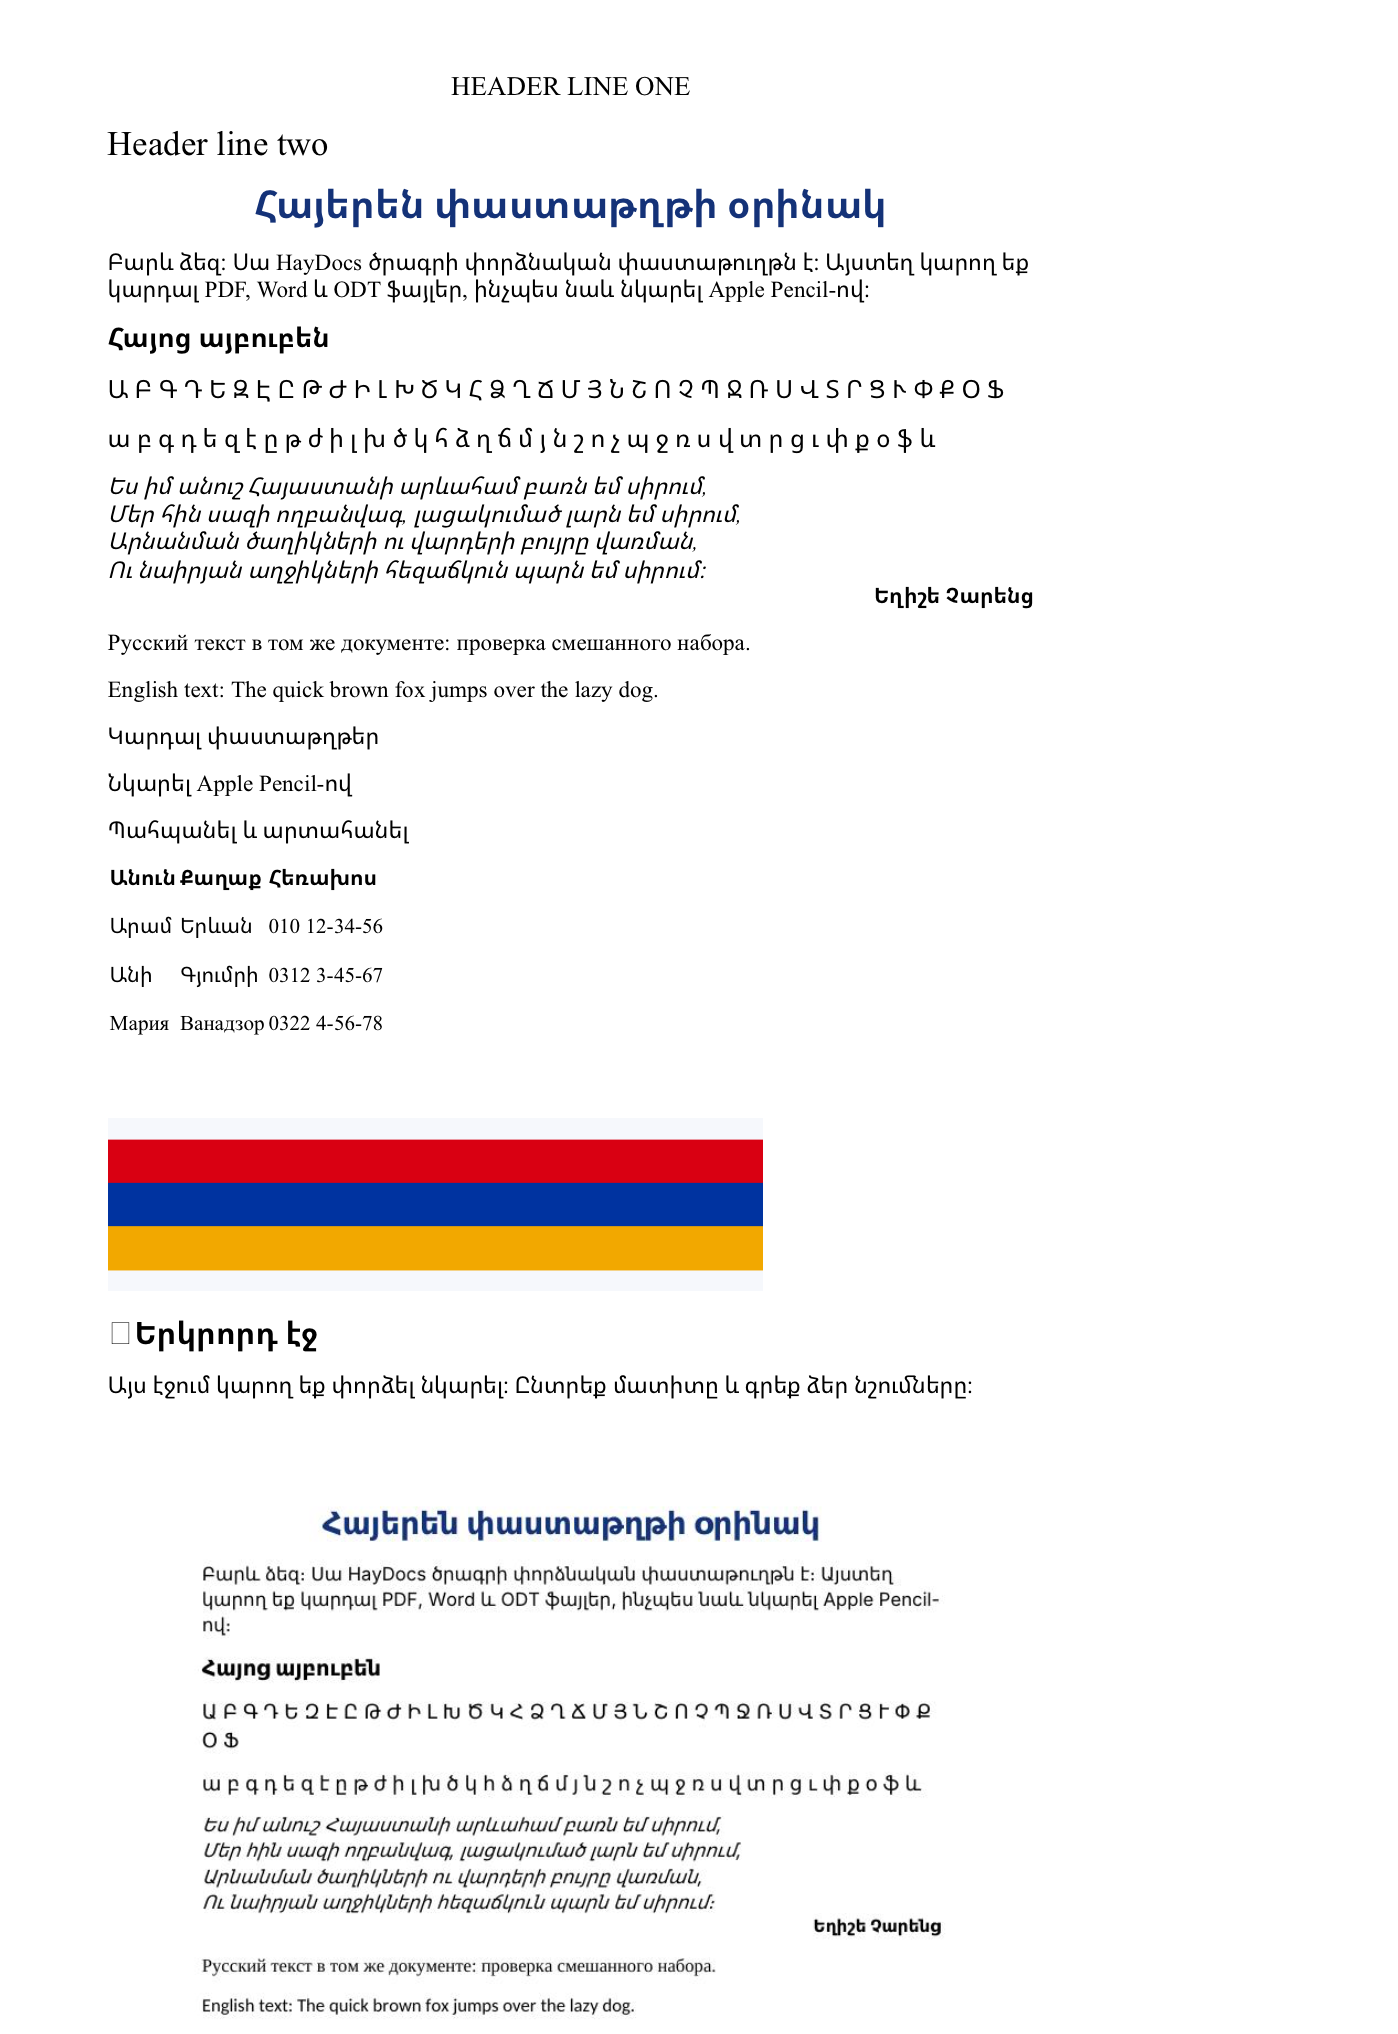 HEADER LINE ONE
Header line two
Հայերեն փաստաթղթի օրինակ
Բարև ձեզ։ Սա HayDocs ծրագրի փորձնական փաստաթուղթն է։ Այստեղ կարող եք
կարդալ PDF, Word և ODT ֆայլեր, ինչպես նաև նկարել Apple Pencil-ով։
Հայոց այբուբեն
Ա Բ Գ Դ Ե Զ Է Ը Թ Ժ Ի Լ Խ Ծ Կ Հ Ձ Ղ Ճ Մ Յ Ն Շ Ո Չ Պ Ջ Ռ Ս Վ Տ Ր Ց Ւ Փ Ք Օ Ֆ
ա բ գ դ ե զ է ը թ ժ ի լ խ ծ կ հ ձ ղ ճ մ յ ն շ ո չ պ ջ ռ ս վ տ ր ց ւ փ ք օ ֆ և
Ես իմ անուշ Հայաստանի արևահամ բառն եմ սիրում,
Մեր հին սազի ողբանվագ, լացակումած լարն եմ սիրում,
Արնանման ծաղիկների ու վարդերի բույրը վառման,
Ու նաիրյան աղջիկների հեզաճկուն պարն եմ սիրում։
Եղիշե Չարենց
Русский текст в том же документе: проверка смешанного набора.
English text: The quick brown fox jumps over the lazy dog.
Կարդալ փաստաթղթեր
Նկարել Apple Pencil-ով
Պահպանել և արտահանել
Անուն Քաղաք Հեռախոս
Արամ Երևան 010 12-34-56
Անի Գյումրի 0312 3-45-67
Мария Ванадзор 0322 4-56-78
Երկրորդ էջ
Այս էջում կարող եք փորձել նկարել։ Ընտրեք մատիտը և գրեք ձեր նշումները։
Հայերեն փաստաթղթի օրինակ
Բարև ձեզ։ Սա HayDocs ծրագրի փորձնական փաստաթուղթն է։ Այստեղ
կարող եք կարդալ PDF, Word և ODT ֆայլեր, ինչպես նաև նկարել Apple Pencil-
ով։
Հայոց այբուբեն
Ա Բ Գ Դ Ե Զ Է Ը Թ Ժ Ի Լ Խ Ծ Կ Հ Ձ Ղ Ճ Մ Յ Ն Շ Ո Չ Պ Ջ Ռ Ս Վ Տ Ր Ց Ւ Փ Ք
Օ Ֆ
ա բ գ դ ե զ է ը թ ժ ի լ խ ծ կ հ ձ ղ ճ մ յ ն շ ո չ պ ջ ռ ս վ տ ր ց ւ փ ք օ ֆ և
Ես իմ անուշ Հայաստանի արևահամ բառն եմ սիրում,
Մեր հին սազի ողբանվագ, լացակումած լարն եմ սիրում,
Արնանման ծաղիկների ու վարդերի բույրը վառման,
Ու նաիրյան աղջիկների հեզաճկուն պարն եմ սիրում։
Եղիշե Չարենց
Русский текст в том же документе: проверка смешанного набора.
English text: The quick brown fox jumps over the lazy dog.